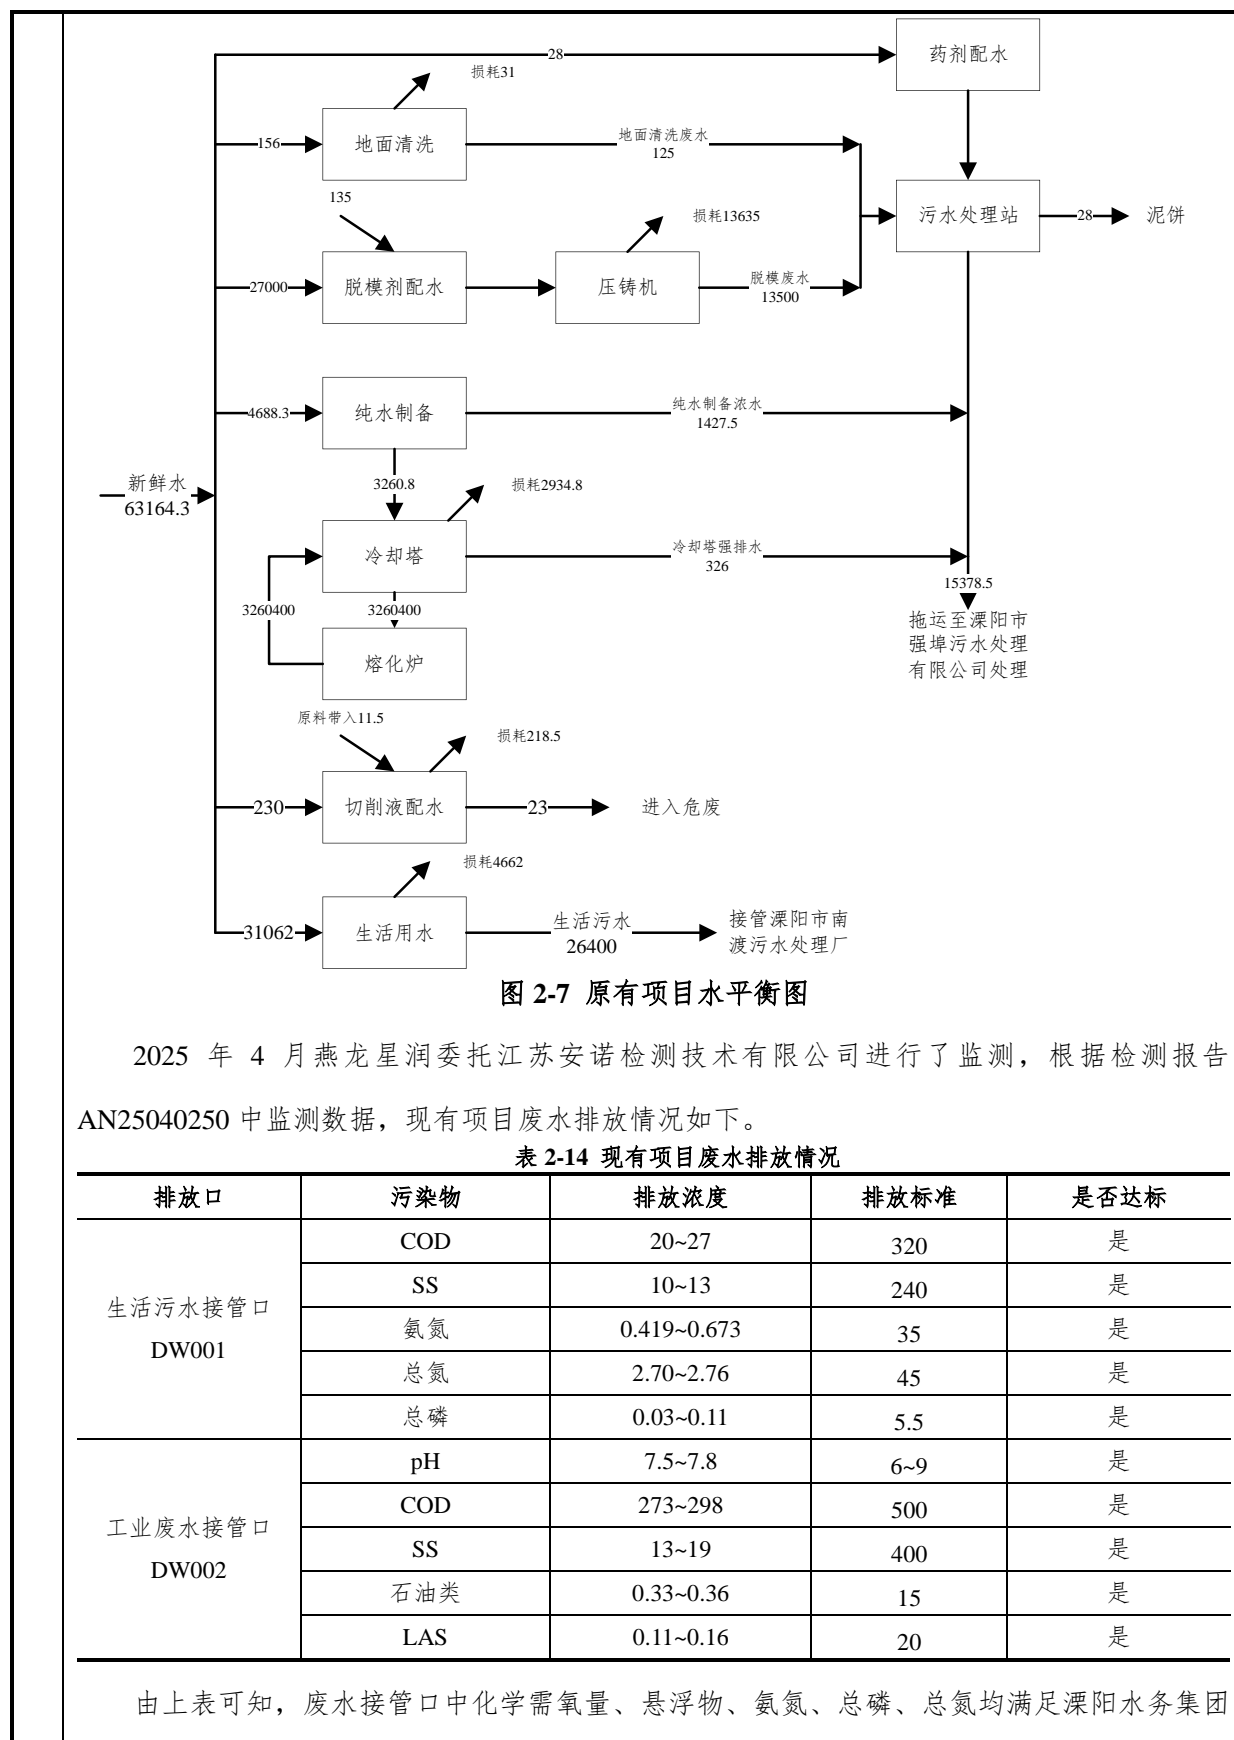 28
药剂配水
损耗31
156
地面清洗
地面清洗废水
125
135
损耗13635
污水处理站
28
泥饼
27000
脱模剂配水
压铸机
脱模废水
13500
4688.3
纯水制备
纯水制备浓水
1427.5
新鲜水
63164.3
3260.8
损耗2934.8
冷却塔
冷却塔强排水
326
15378.5
3260400
3260400
拖运至溧阳市
强埠污水处理
有限公司处理
熔化炉
原料带入11.5
损耗218.5
230
切削液配水
23
进入危废
损耗4662
31062
生活用水
生活污水
26400
接管溧阳市南
渡污水处理厂
图 2-7 原有项目水平衡图
2025 年 4 月燕龙星润委托江苏安诺检测技术有限公司进行了监测，根据检测报告
AN25040250 中监测数据，现有项目废水排放情况如下。
表 2-14 现有项目废水排放情况
排放口 污染物 排放浓度 排放标准 是否达标
生活污水接管口
DW001
COD 20~27 320 是
SS 10~13 240 是
氨氮 0.419~0.673 35 是
总氮 2.70~2.76 45 是
总磷 0.03~0.11 5.5 是
工业废水接管口
DW002
pH 7.5~7.8 6~9 是
COD 273~298 500 是
SS 13~19 400 是
石油类 0.33~0.36 15 是
LAS 0.11~0.16 20 是
由上表可知，废水接管口中化学需氧量、悬浮物、氨氮、总磷、总氮均满足溧阳水务集团